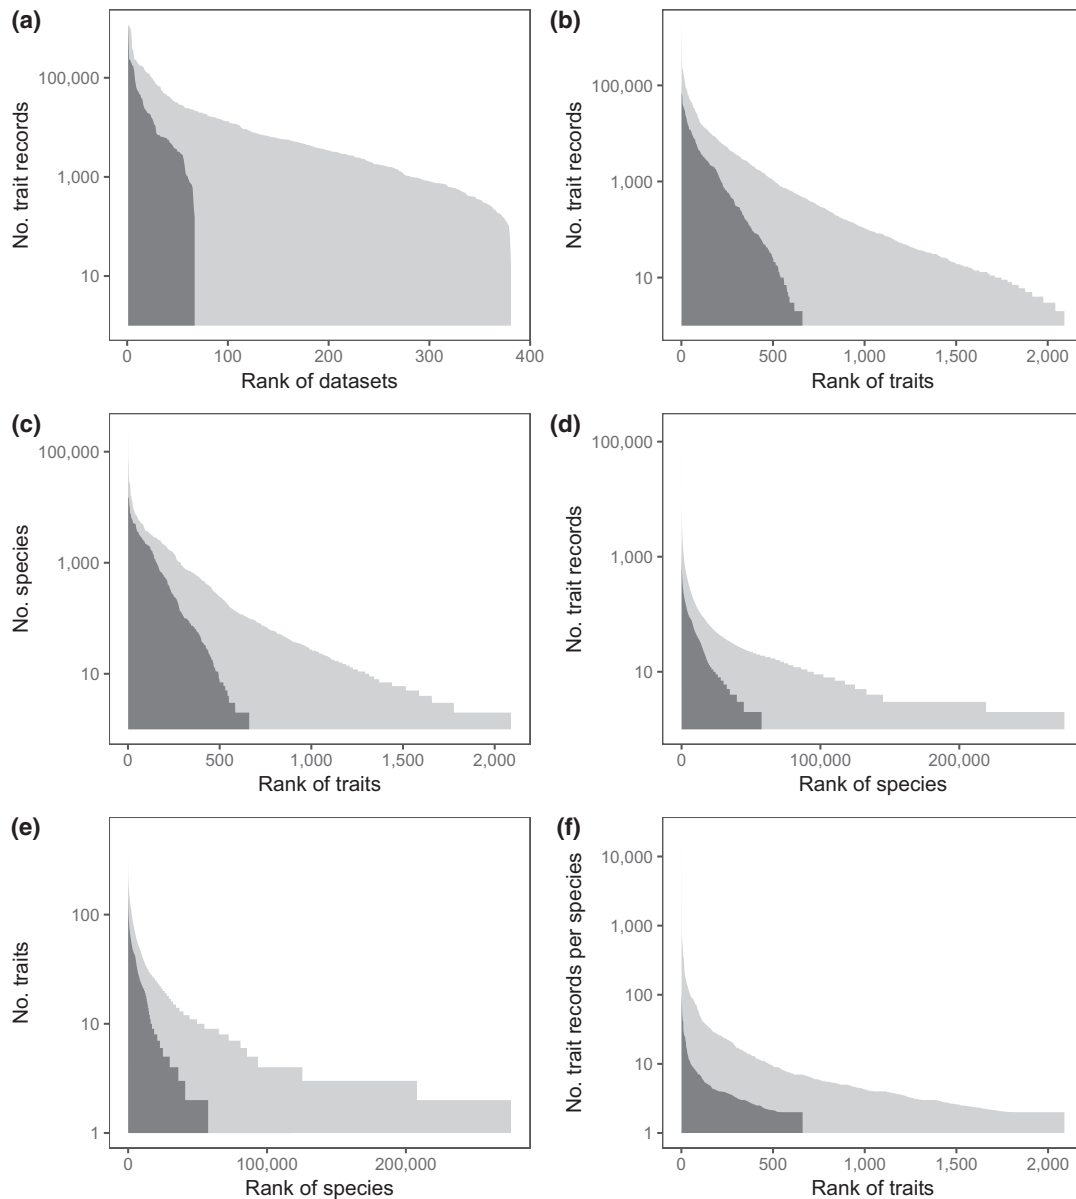 (a)
No. trait records
100,000
1,000
10
0 100 200 300 400
Rank of datasets
(b)
No. trait records
100,000
1,000
10
0 500 1,000 1,500 2,000
Rank of traits
(c)
No. species
100,000
1,000
10
0 500 1,000 1,500 2,000
Rank of traits
(d)
No. trait records
100,000
1,000
10
0 100,000 200,000
Rank of species
(e)
No. traits
100
10
1
0 100,000 200,000
Rank of species
(f)
No. trait records per species
10,000
1,000
100
10
1
0 500 1,000 1,500 2,000
Rank of traits